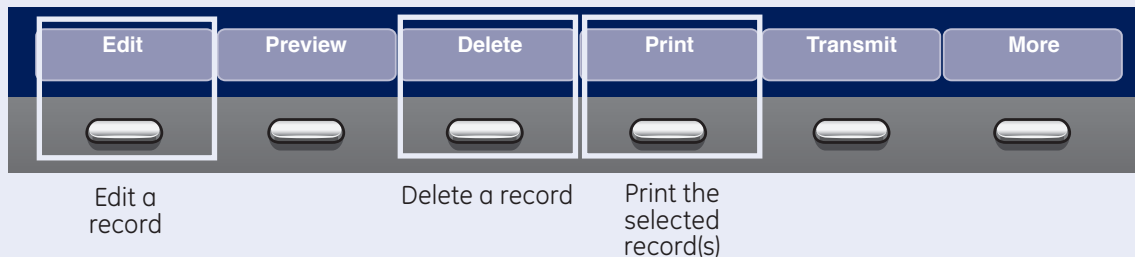 Edit Preview Delete Print Transmit More
Edit a
record
Delete a record
Print the
selected
record(s)